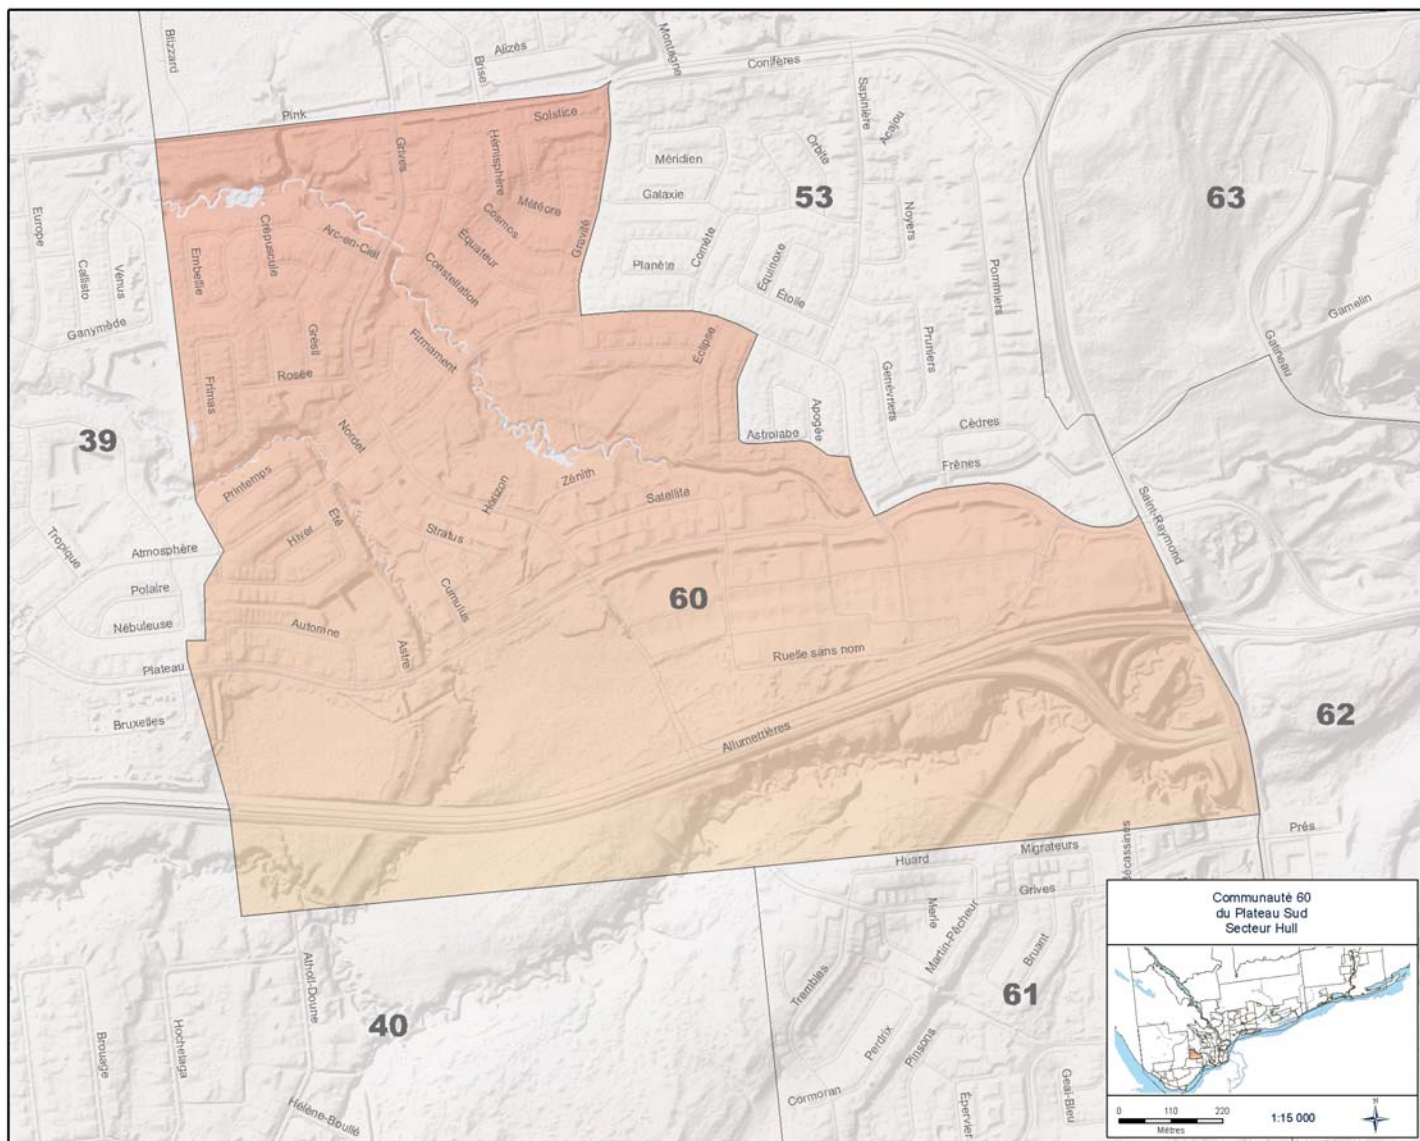 Blizzard
Alizés
Brise
Montagne
Conifères
Pink
Solstice
Sapinière
Acajou
Grives
Hémisphère
Orbite
Méridien
53
63
Galaxie
Météore
Cosmos
Noyers
Europe
Crépuscule
Arc-en-Ciel
Équateur
Gravité
Comète
Embellie
Callisto
Vénus
Constellation
Planète
Équinoxe
Étoile
Pommiers
Gamelin
Ganymède
Grésil
Firmament
Éclipse
Pruniers
Gatineau
Rosée
Frimas
Genévriers
Apogée
39
Nordet
Astrolabe
Cèdres
Frênes
Printemps
Horizon
Zénith
Satellite
Été
Saint-Raymond
Tropique
Hiver
Stratus
Atmosphère
Polaire
Cumulus
60
Nébuleuse
Automne
Astre
Ruelle sans nom
Plateau
Bruxelles
Allumettières
62
Prés
Bécassines
Migrateurs
Huard
Grives
Merle
Martin-Pêcheur
Bruant
Trembles
61
Atholl-Doune
40
Perdrix
Pinsons
Brouage
Hochelaga
Cormoran
Épervier
Geai-Bleu
Hélène-Boullé
Communauté 60
du Plateau Sud
Secteur Hull
0 110 220
Mètres
1:15 000
N